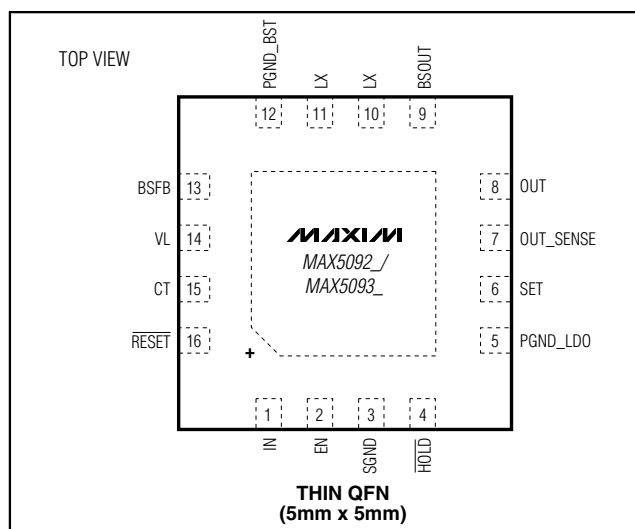 TOP VIEW
PGND_BST
LX
LX
BSOUT
12
11
10
9
BSFB 13
8 OUT
VL 14
7 OUT_SENSE
CT 15
6 SET
RESET 16
5 PGND_LDO
MAXIM
MAX5092_/
MAX5093_
+
1
2
3
4
IN
EN
SGND
HOLD
THIN QFN
(5mm x 5mm)